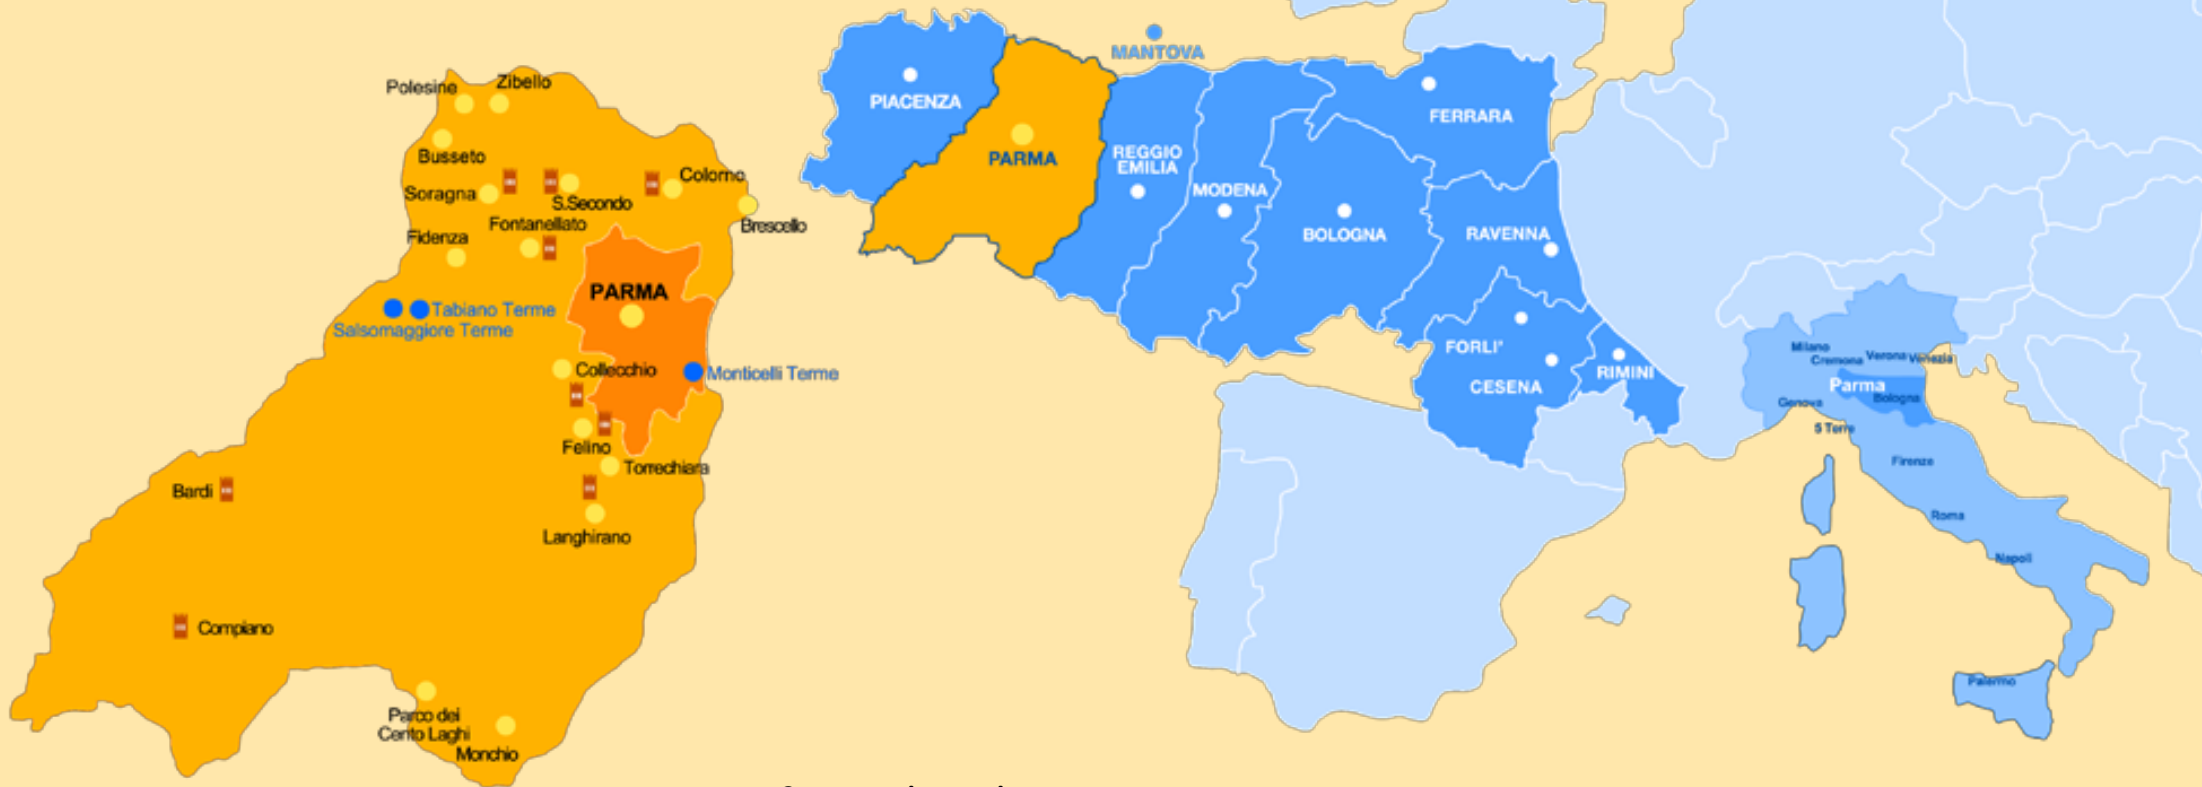 Polesine
Zibello
Busseto
Soragna
S.Secondo
Colorno
Brescello
Fontanellato
Fidenza
PARMA
Tabiano Terme
Salsomaggiore Terme
Collecchio
Monticelli Terme
Felino
Torrechiara
Bardi
Langhirano
Compiano
Parco dei
Cento Laghi
Monchio
MANTOVA
PIACENZA
PARMA
REGGIO
EMILIA
MODENA
BOLOGNA
FERRARA
RAVENNA
FORLI'
CESENA
RIMINI
Milano
Cremona
Verona
Venezia
Parma
Genova
Bologna
5 Terre
Firenze
Roma
Napoli
Palermo